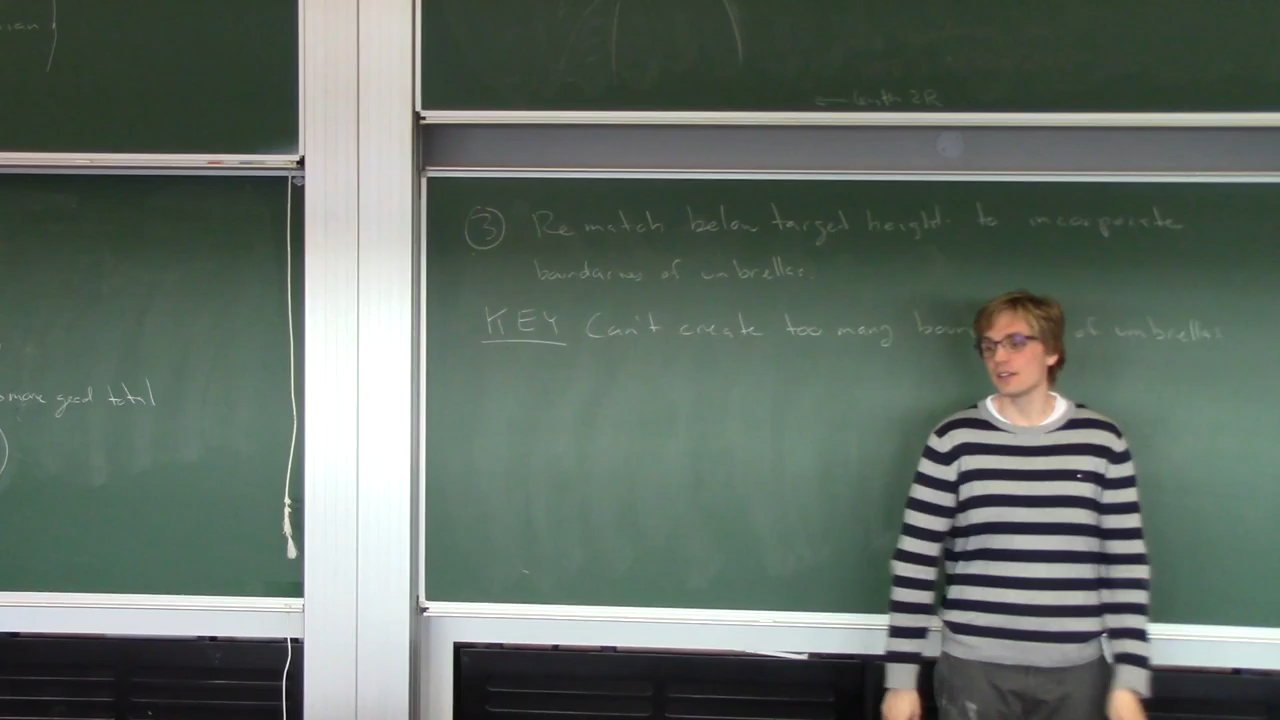 length 2R
more good total
③ Rematch below target height to incorporate
boundaries of umbrellas.
KEY Can't create too many boun of umbrellas